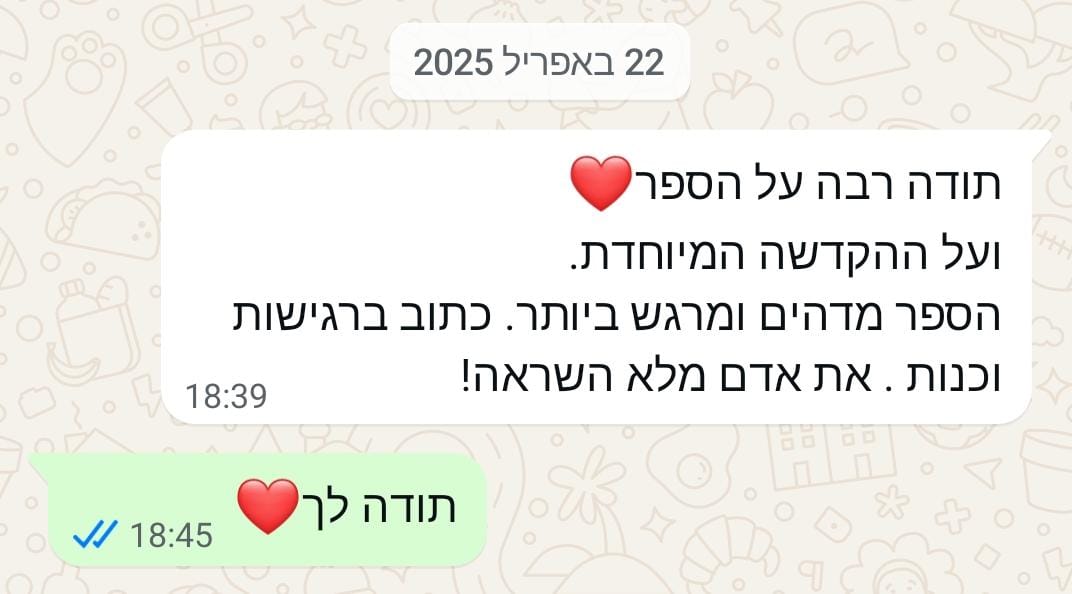 22 באפריל 2025
תודה רבה על הספר❤️
ועל ההקדשה המיוחדת.
הספר מדהים ומרגש ביותר. כתוב ברגישות
וכנות . את אדם מלא השראה!
18:39
תודה לך❤️
18:45